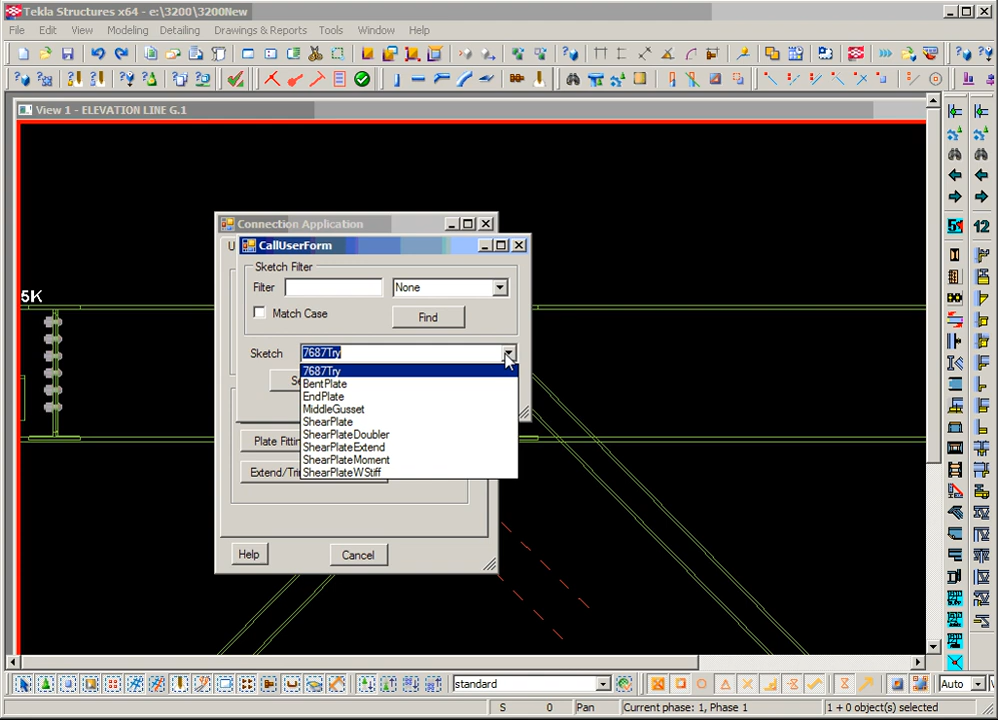 Tekla Structures x64 - e:\3200\3200New
File Edit View Modeling Detailing Drawings & Reports Tools Window Help
View 1 - ELEVATION LINE G.1
12
5K
Connection Application
U
CallUserForm
Sketch Filter
Filter None
Match Case Find
Sketch 7687Try
7687Try
BentPlate
EndPlate
MiddleGusset
ShearPlate
ShearPlateDoubler
ShearPlateExtend
ShearPlateMoment
ShearPlateWStiff
Plate Fittin
Extend/Tri
Help Cancel
standard Auto
S 0 Pan Current phase: 1, Phase 1 1 + 0 object(s) selected